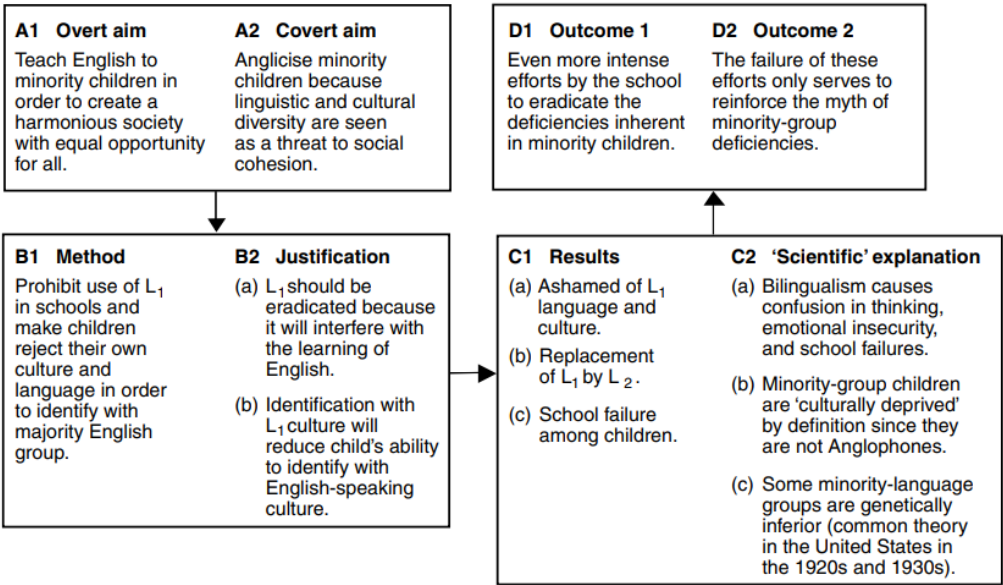 A1 Overt aim
Teach English to
minority children in
order to create a
harmonious society
with equal opportunity
for all.
A2 Covert aim
Anglicise minority
children because
linguistic and cultural
diversity are seen
as a threat to social
cohesion.
B1 Method
Prohibit use of L1
in schools and
make children
reject their own
culture and
language in order
to identify with
majority English
group.
B2 Justification
(a) L1 should be
eradicated because
it will interfere with
the learning of
English.
(b) Identification with
L1 culture will
reduce child's ability
to identify with
English-speaking
culture.
C1 Results
(a) Ashamed of L1
language and
culture.
(b) Replacement
of L1 by L2.
(c) School failure
among children.
C2 ‘Scientific’ explanation
(a) Bilingualism causes
confusion in thinking,
emotional insecurity,
and school failures.
(b) Minority-group children
are ‘culturally deprived’
by definition since they
are not Anglophones.
(c) Some minority-language
groups are genetically
inferior (common theory
in the United States in
the 1920s and 1930s).
D1 Outcome 1
Even more intense
efforts by the school
to eradicate the
deficiencies inherent
in minority children.
D2 Outcome 2
The failure of these
efforts only serves to
reinforce the myth of
minority-group
deficiencies.